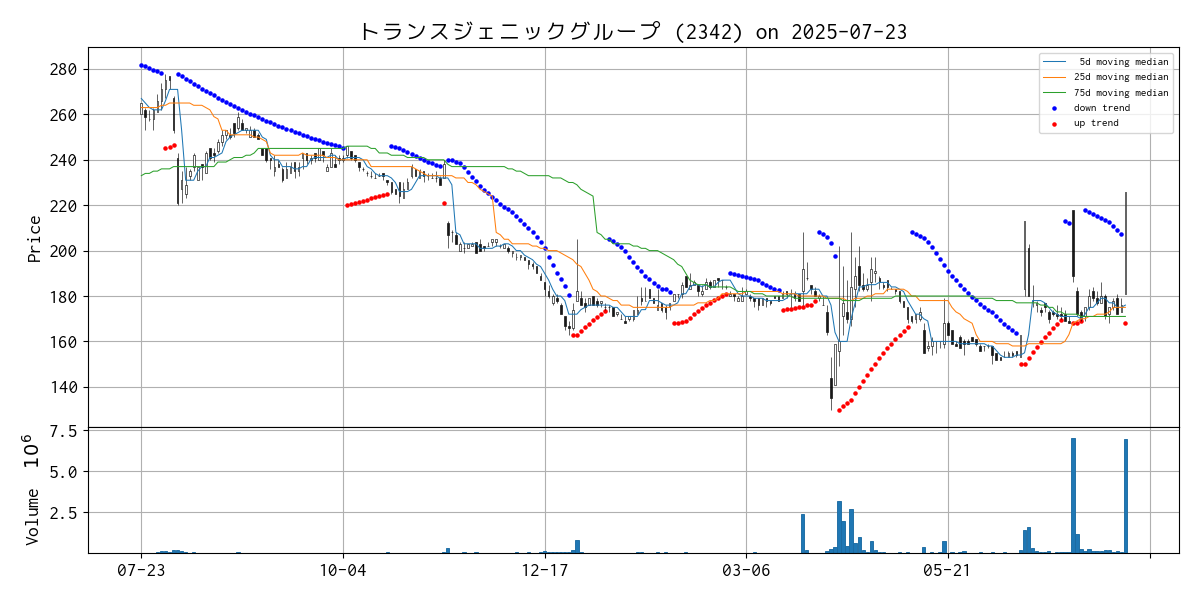 トランスジェニックグループ (2342) on 2025-07-23
5d moving median
25d moving median
75d moving median
down trend
up trend
Price
280
260
240
220
200
180
160
140
Volume 10^6
7.5
5.0
2.5
07-23
10-04
12-17
03-06
05-21